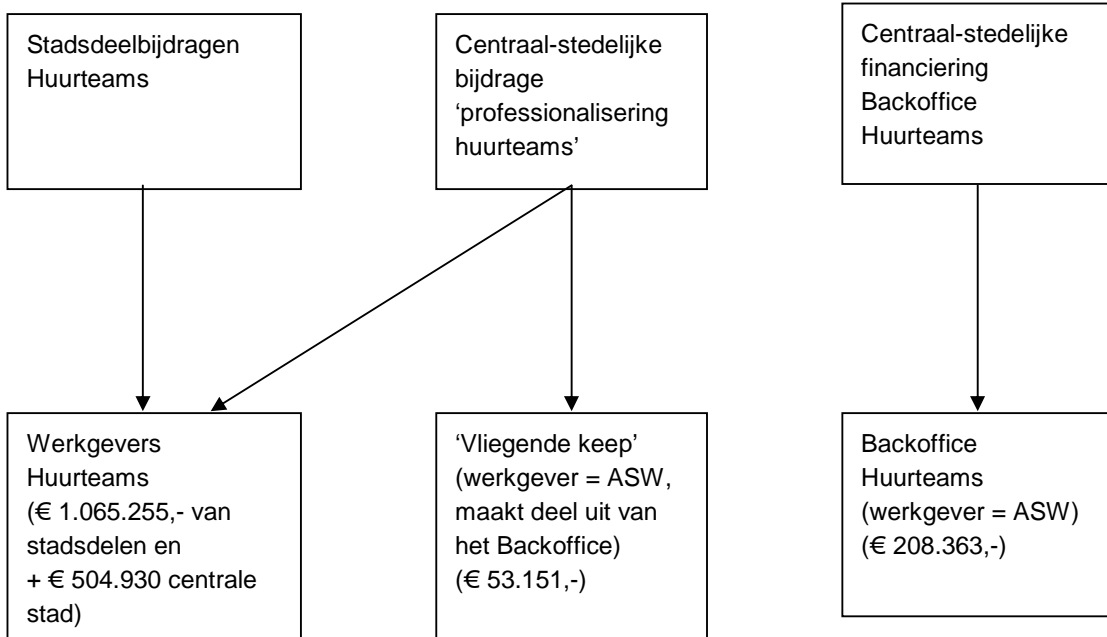 Stadsdeelbijdragen
Huurteams
Centraal-stedelijke
bijdrage
‘professionalisering
huurteams’
Centraal-stedelijke
financiering
Backoffice
Huurteams
Werkgevers
Huurteams
(€ 1.065.255,- van
stadsdelen en
+ € 504.930 centrale
stad)
‘Vliegende keep’
(werkgever = ASW,
maakt deel uit van
het Backoffice)
(€ 53.151,-)
Backoffice
Huurteams
(werkgever = ASW)
(€ 208.363,-)